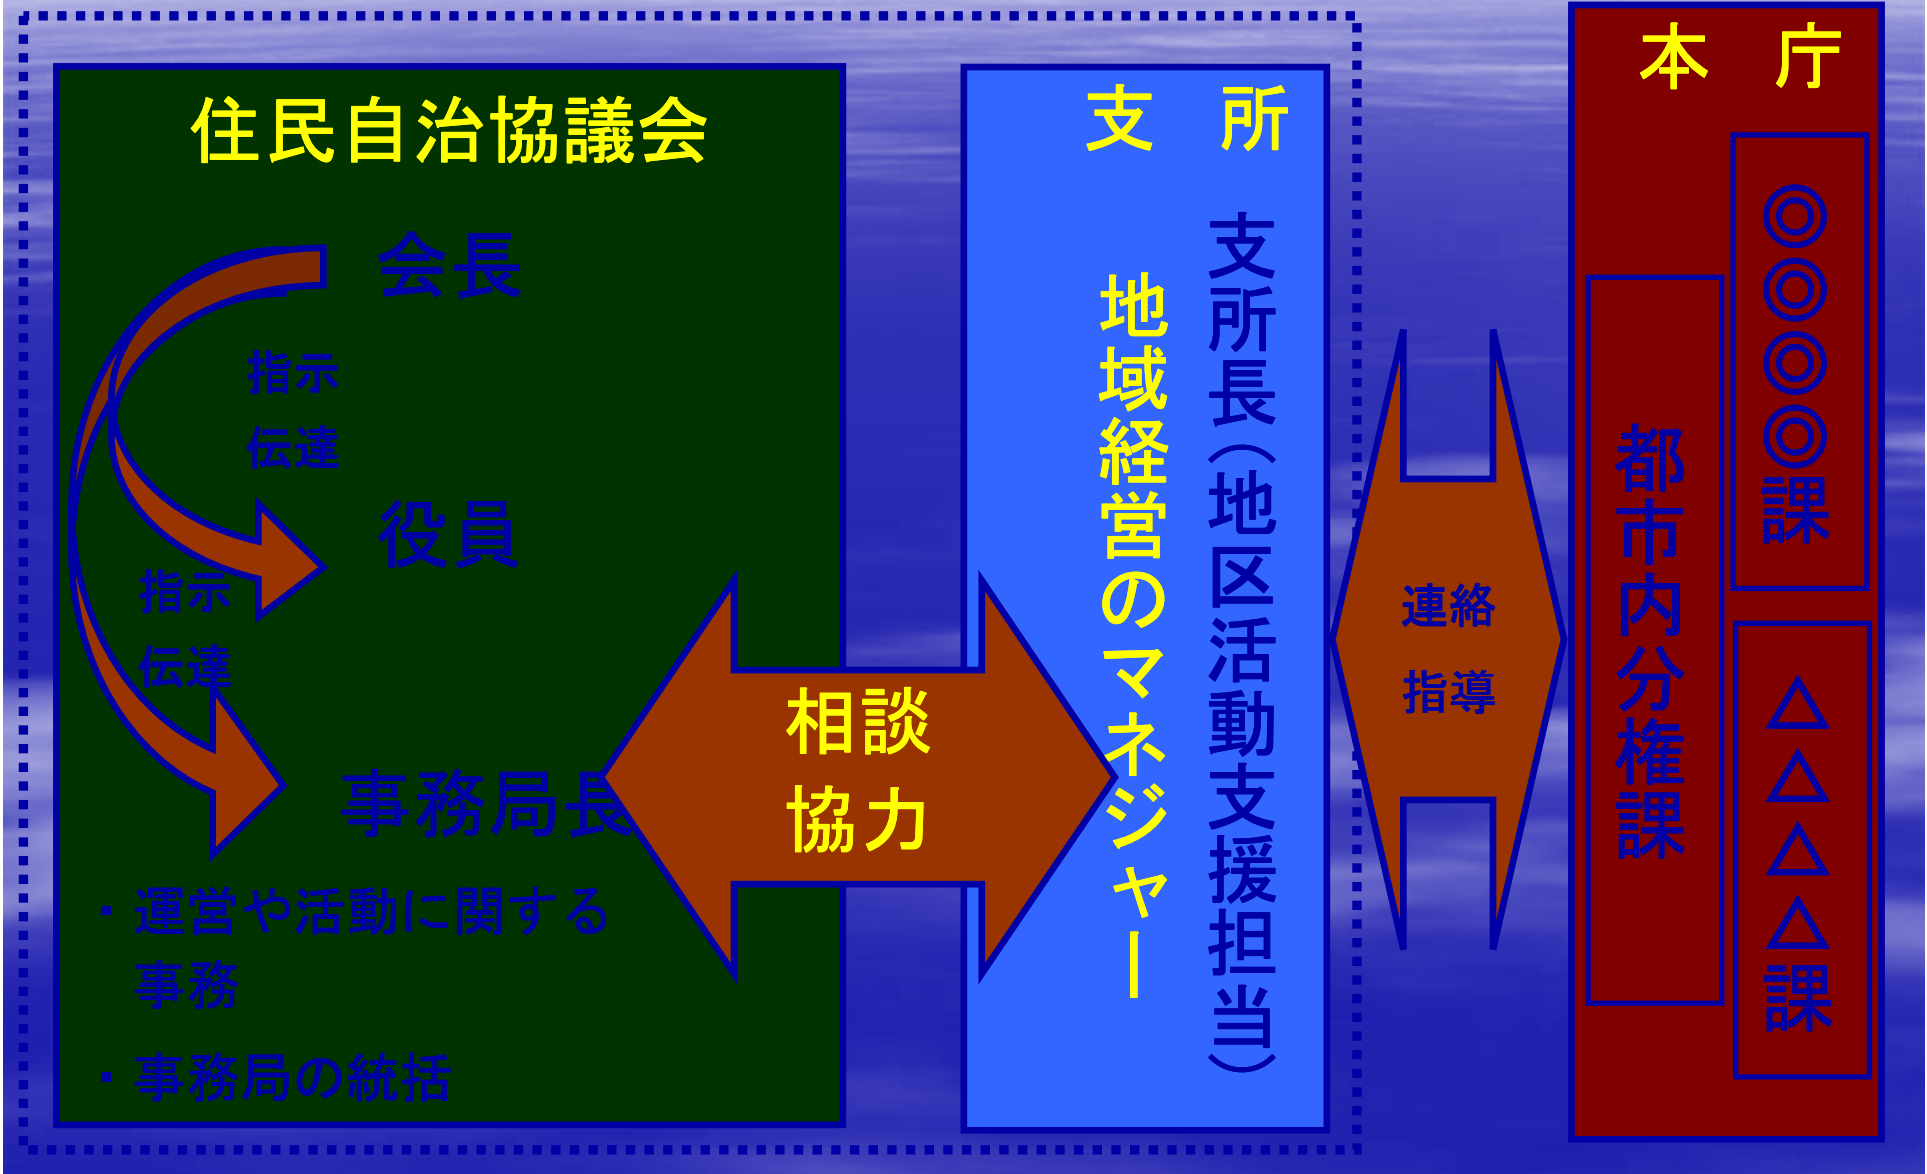 住民自治協議会
会長
指示
伝達
役員
指示
伝達
事務局長
・運営や活動に関する
事務
・事務局の統括
相談
協力
支　所
支所長（地区活動支援担当）
地域経営のマネジャー
連絡
指導
本　庁
◎◎◎◎課
都市内分権課
△△△△課